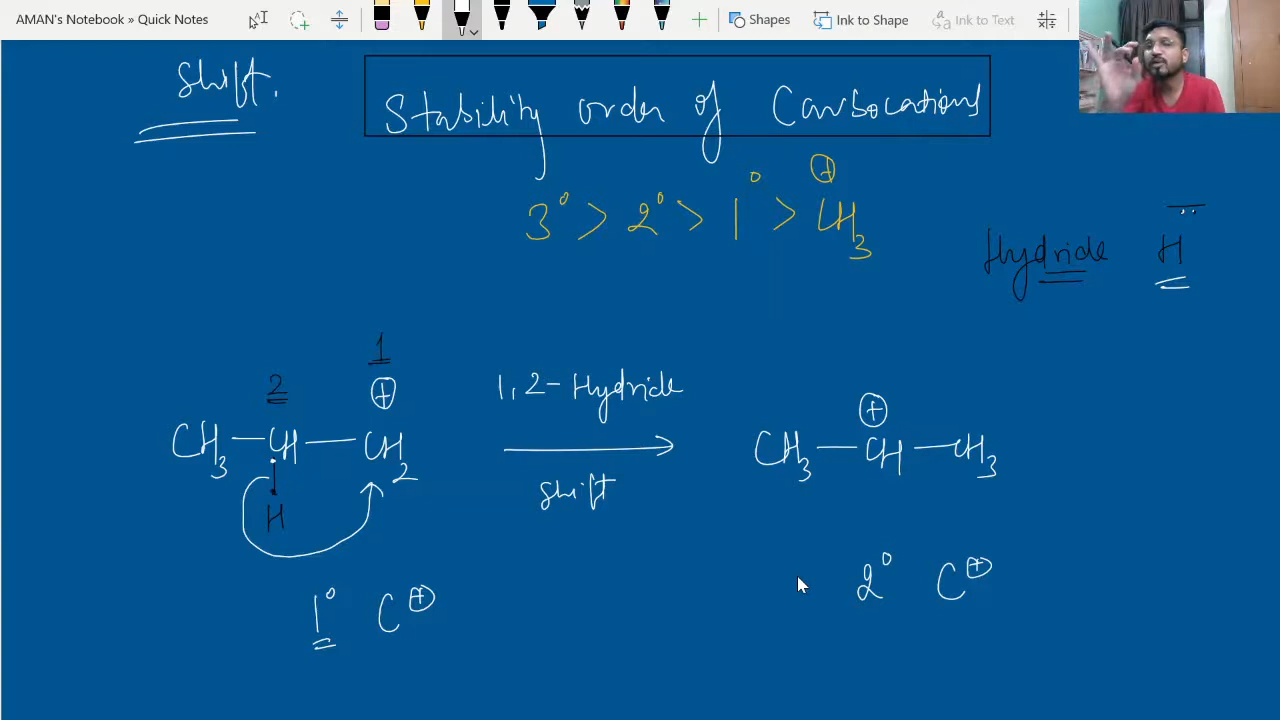 AMAN's Notebook » Quick Notes
Shapes
Ink to Shape
Ink to Text
Shift.
Stability order of Carbocations
3° > 2° > 1° > ⊕CH3
Hydride H̅̈
1
2 ⊕
CH3 — CH — CH2
H
1,2-Hydride
shift
⊕
CH3 — CH — CH3
1° C⊕
2° C⊕